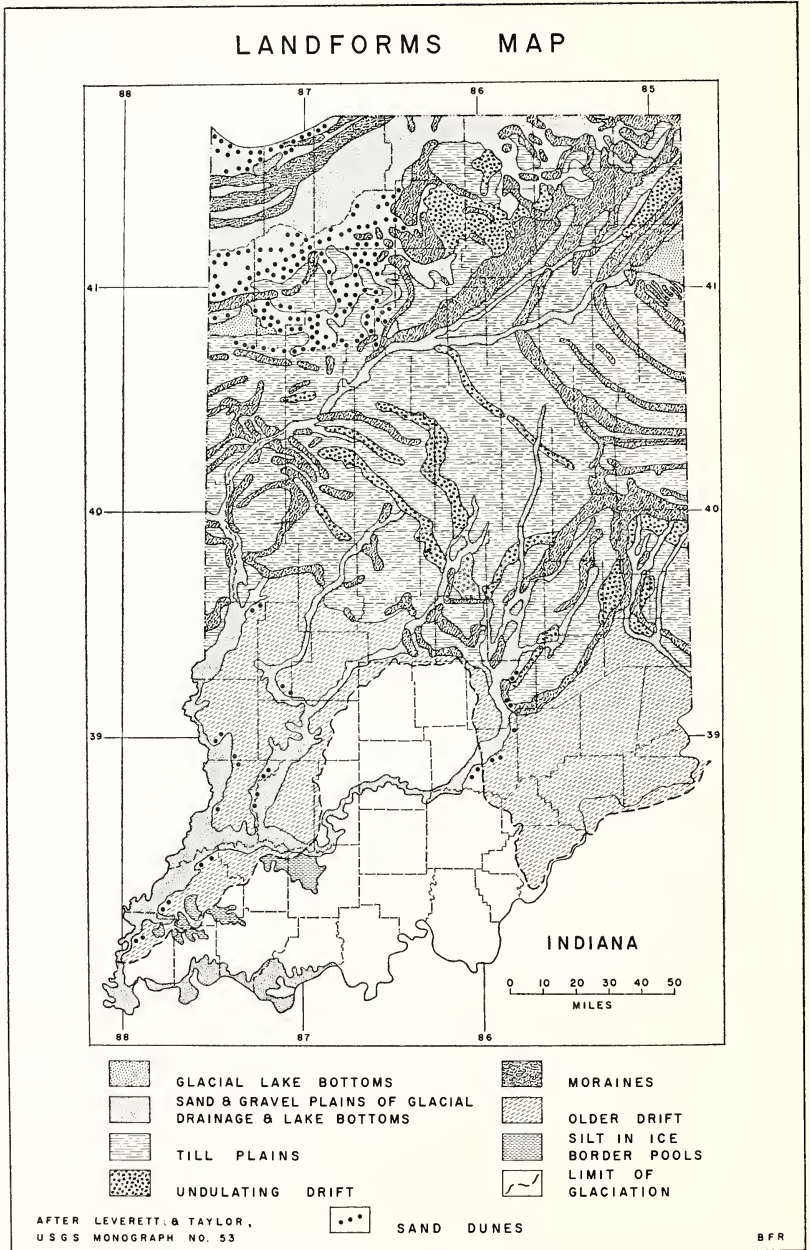 LANDFORMS MAP
88 87 86 85
41 41
40 40
39 39
INDIANA
0 10 20 30 40 50
MILES
88 87 86
GLACIAL LAKE BOTTOMS
SAND & GRAVEL PLAINS OF GLACIAL
DRAINAGE & LAKE BOTTOMS
TILL PLAINS
UNDULATING DRIFT
MORAINES
OLDER DRIFT
SILT IN ICE
BORDER POOLS
LIMIT OF
GLACIATION
AFTER LEVERETT & TAYLOR,
USGS MONOGRAPH NO. 53
SAND DUNES
BFR